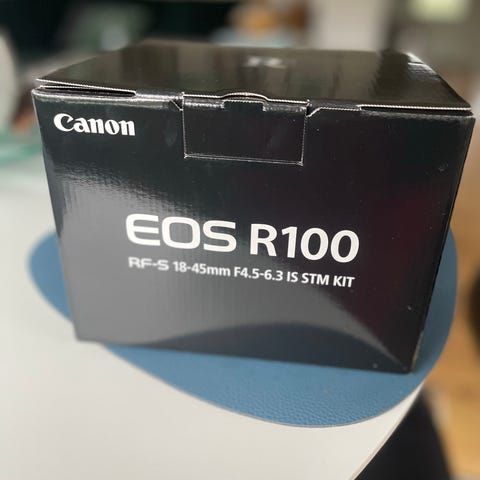 Canon
EOS R100
RF-S 18-45mm F4.5-6.3 IS STM KIT